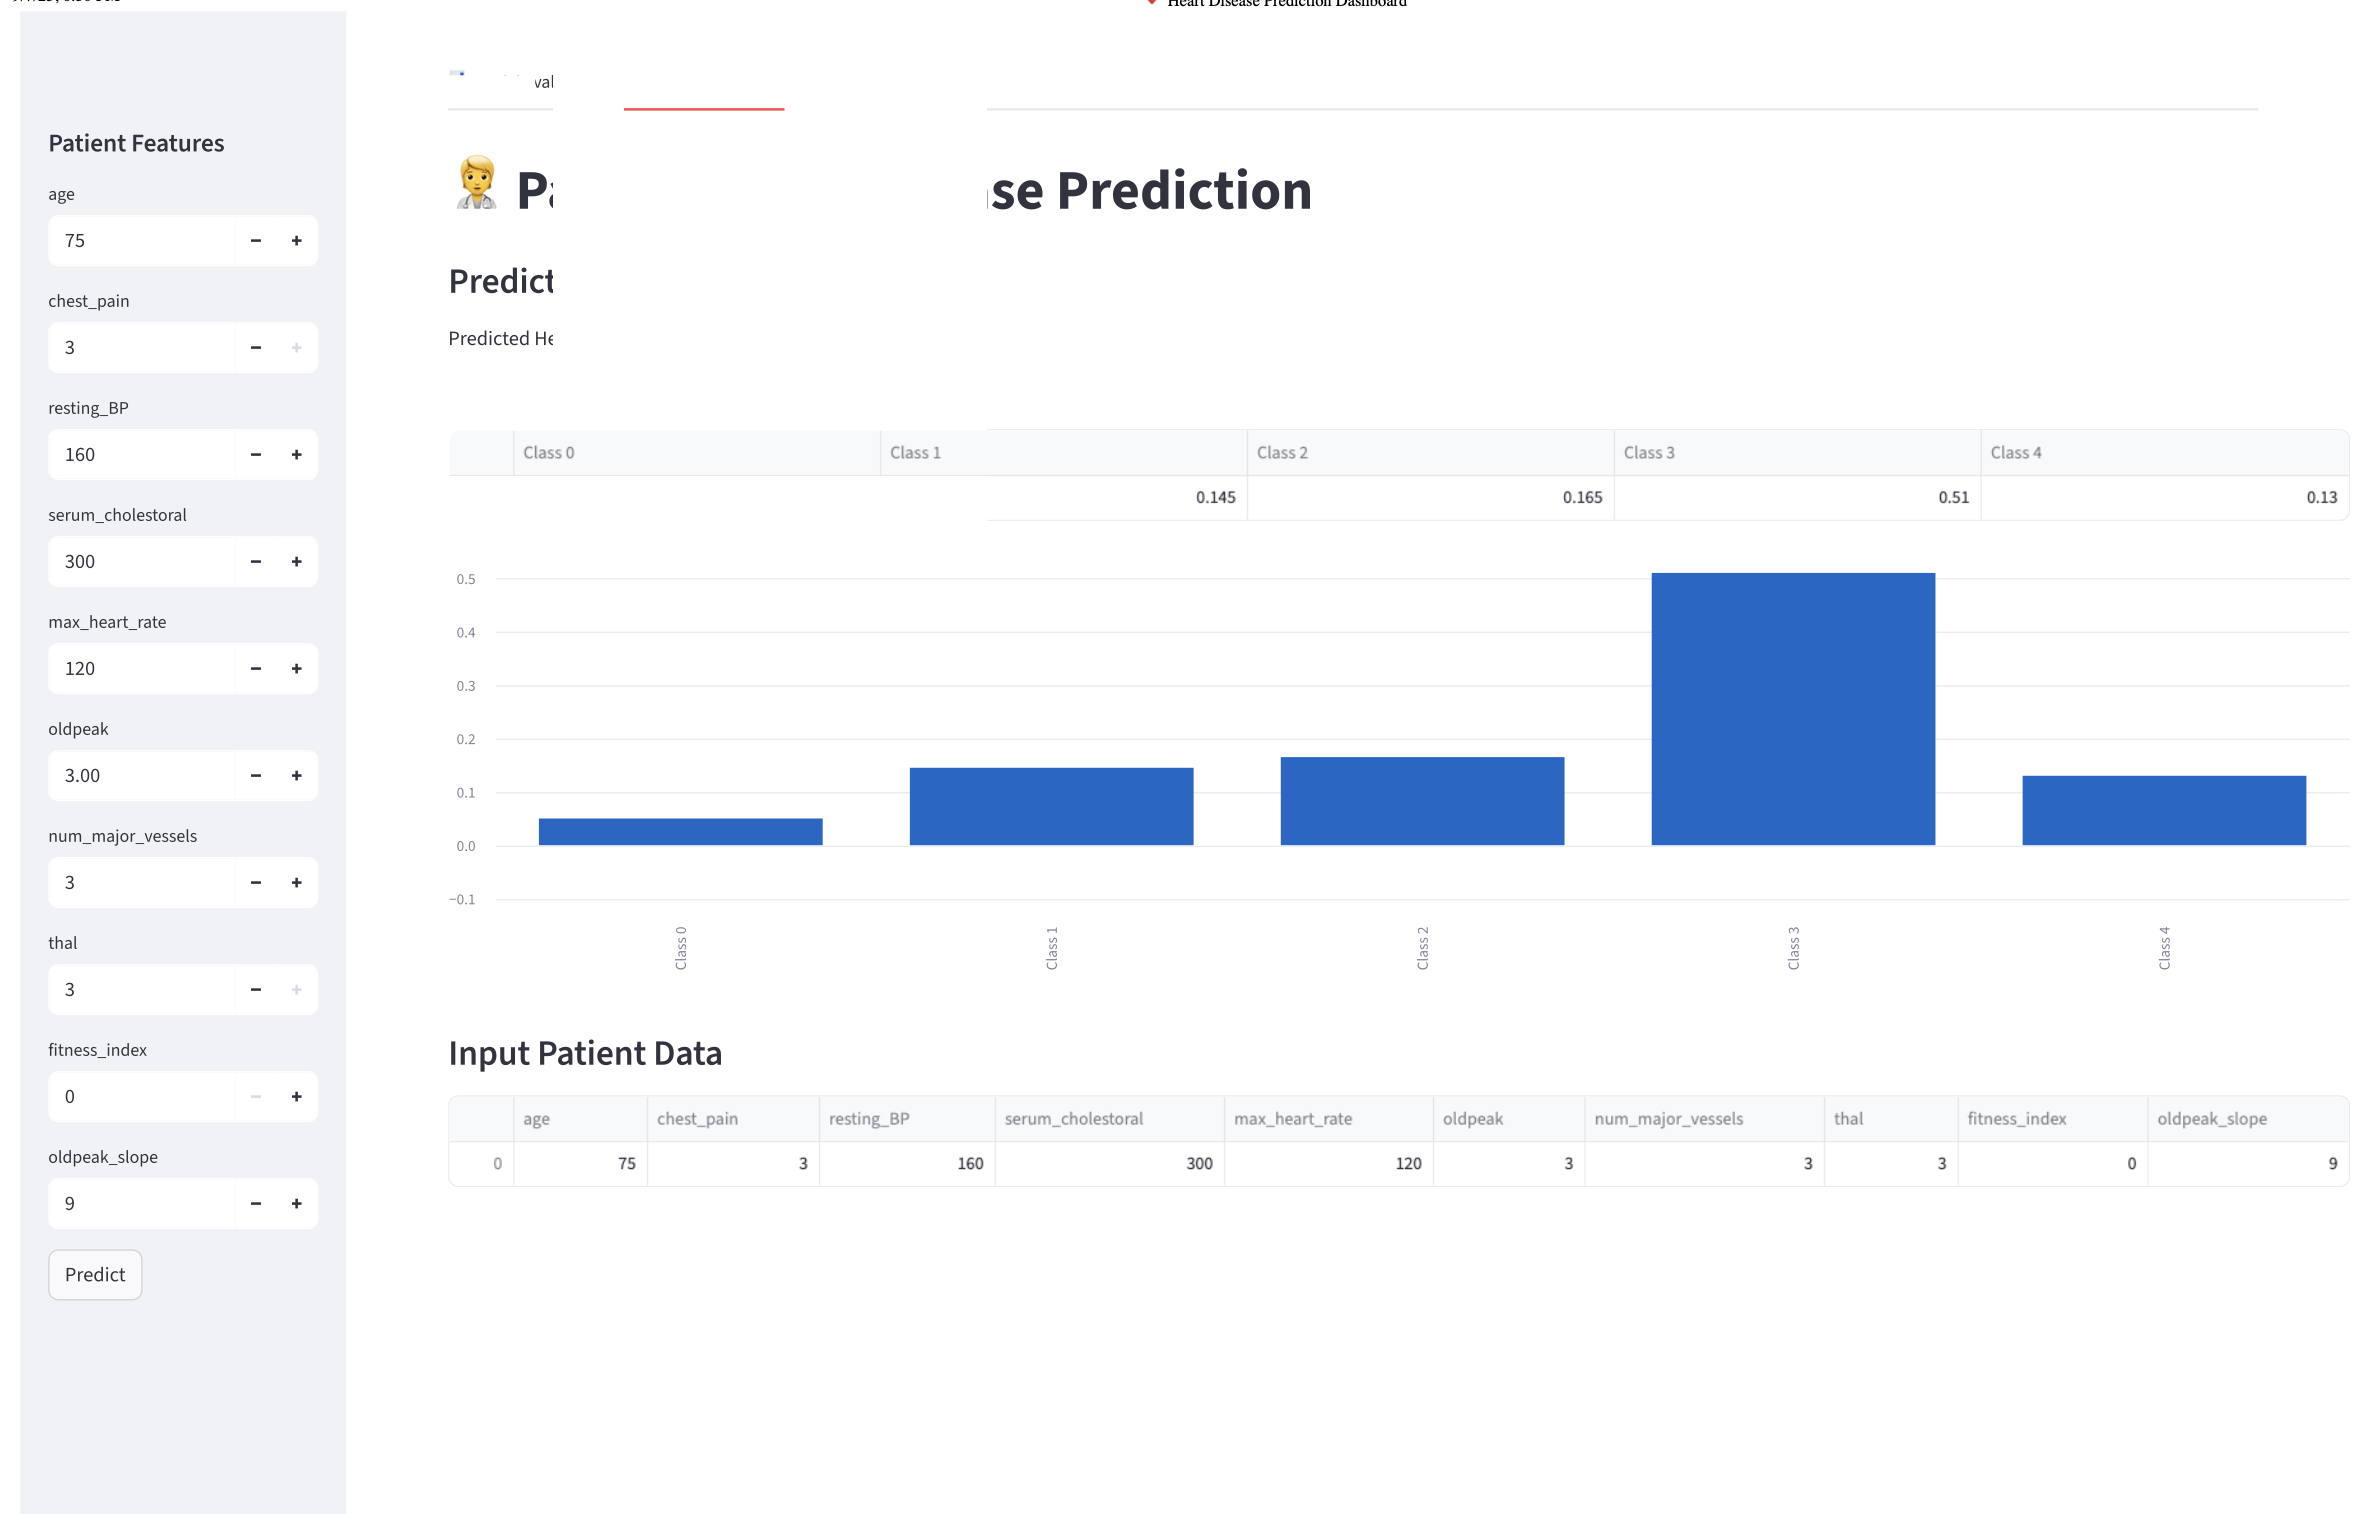 Heart Disease Prediction Dashboard
Patient Features
age
75
chest_pain
3
resting_BP
160
serum_cholestoral
300
max_heart_rate
120
oldpeak
3.00
num_major_vessels
3
thal
3
fitness_index
0
oldpeak_slope
9
Predict
val
Pa se Prediction
Predict
Predicted He
Class 0 Class 1 Class 2 Class 3 Class 4
0.145 0.165 0.51 0.13
0.5
0.4
0.3
0.2
0.1
0.0
−0.1
Class 0 Class 1 Class 2 Class 3 Class 4
Input Patient Data
age chest_pain resting_BP serum_cholestoral max_heart_rate oldpeak num_major_vessels thal fitness_index oldpeak_slope
0 75 3 160 300 120 3 3 3 0 9